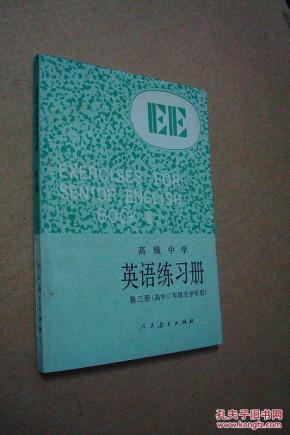 EE
EXERCISES FOR
SENIOR ENGLISH
BOOK Ⅲ
高级中学
英语练习册
第三册(高中三年级全学年用)
人民教育出版社
孔夫子旧书网